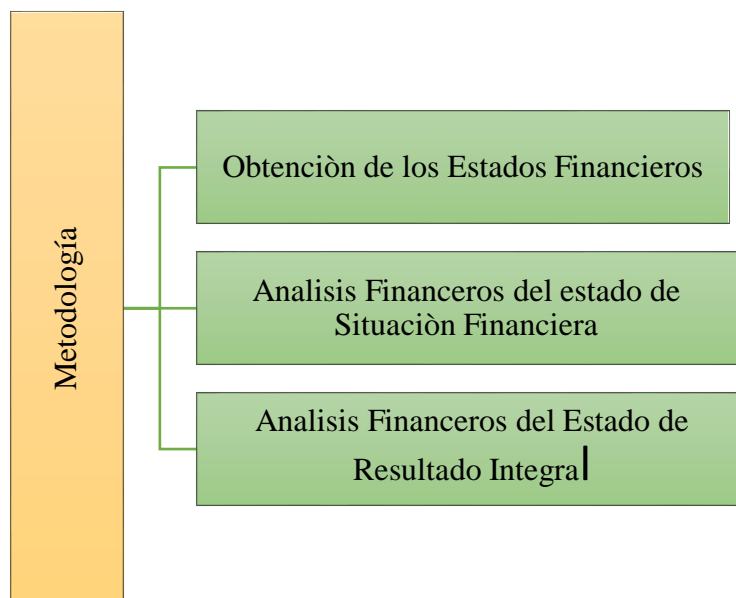 Metodología
Obtenciòn de los Estados Financieros
Analisis Financeros del estado de
Situaciòn Financiera
Analisis Financeros del Estado de
Resultado Integral